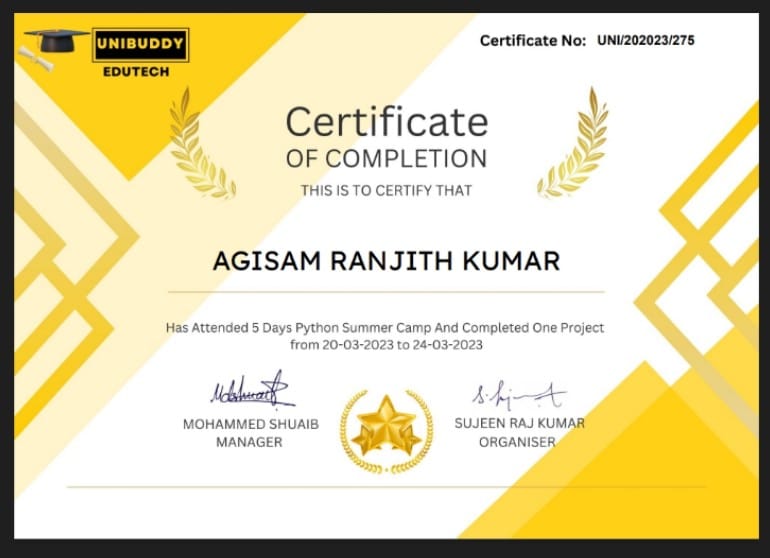 UNIBUDDY
EDUTECH
Certificate No: UNI/202023/275
Certificate
OF COMPLETION
THIS IS TO CERTIFY THAT
AGISAM RANJITH KUMAR
Has Attended 5 Days Python Summer Camp And Completed One Project
from 20-03-2023 to 24-03-2023
MOHAMMED SHUAIB
MANAGER
SUJEEN RAJ KUMAR
ORGANISER